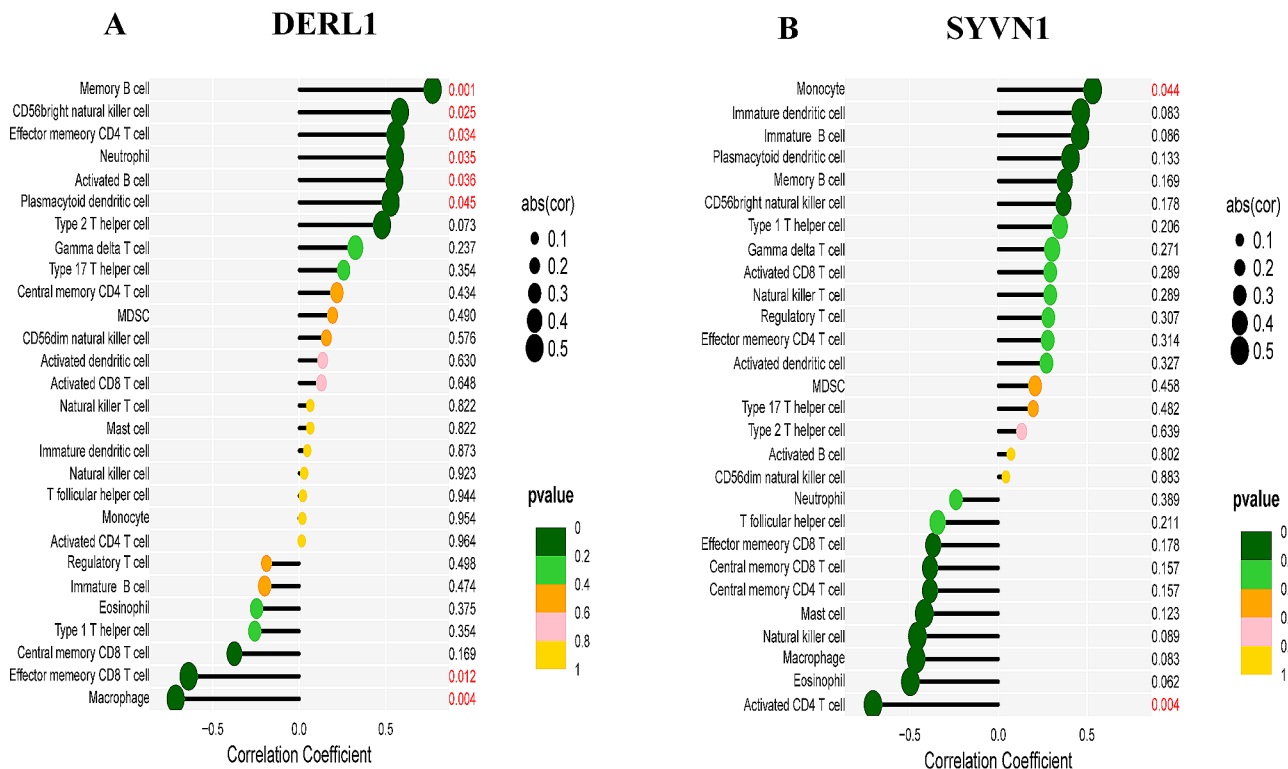 A DERL1
Memory B cell 0.001
CD56bright natural killer cell 0.025
Effector memeory CD4 T cell 0.034
Neutrophil 0.035
Activated B cell 0.036
Plasmacytoid dendritic cell 0.045
Type 2 T helper cell 0.073
Gamma delta T cell 0.237
Type 17 T helper cell 0.354
Central memory CD4 T cell 0.434
MDSC 0.490
CD56dim natural killer cell 0.576
Activated dendritic cell 0.630
Activated CD8 T cell 0.648
Natural killer T cell 0.822
Mast cell 0.822
Immature dendritic cell 0.873
Natural killer cell 0.923
T follicular helper cell 0.944
Monocyte 0.954
Activated CD4 T cell 0.964
Regulatory T cell 0.498
Immature B cell 0.474
Eosinophil 0.375
Type 1 T helper cell 0.354
Central memory CD8 T cell 0.169
Effector memeory CD8 T cell 0.012
Macrophage 0.004
−0.5 0.0 0.5
Correlation Coefficient
abs(cor)
0.1
0.2
0.3
0.4
0.5
pvalue
0
0.2
0.4
0.6
0.8
1
B SYVN1
Monocyte 0.044
Immature dendritic cell 0.083
Immature B cell 0.086
Plasmacytoid dendritic cell 0.133
Memory B cell 0.169
CD56bright natural killer cell 0.178
Type 1 T helper cell 0.206
Gamma delta T cell 0.271
Activated CD8 T cell 0.289
Natural killer T cell 0.289
Regulatory T cell 0.307
Effector memeory CD4 T cell 0.314
Activated dendritic cell 0.327
MDSC 0.458
Type 17 T helper cell 0.482
Type 2 T helper cell 0.639
Activated B cell 0.802
CD56dim natural killer cell 0.883
Neutrophil 0.389
T follicular helper cell 0.211
Effector memeory CD8 T cell 0.178
Central memory CD8 T cell 0.157
Central memory CD4 T cell 0.157
Mast cell 0.123
Natural killer cell 0.089
Macrophage 0.083
Eosinophil 0.062
Activated CD4 T cell 0.004
−0.5 0.0 0.5
Correlation Coefficient
abs(cor)
0.1
0.2
0.3
0.4
0.5
pvalue
0
0
0
0
0
1